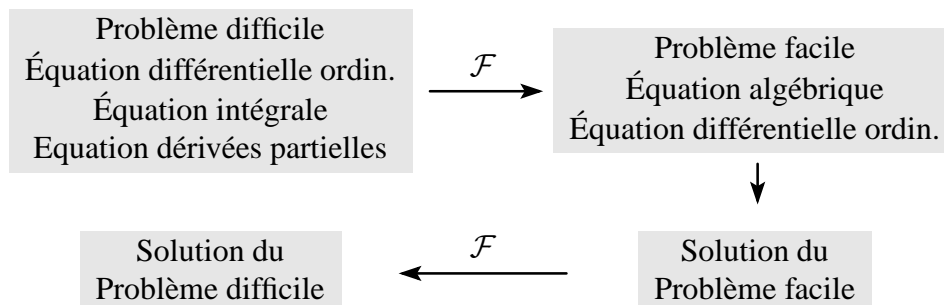 Problème difficile
Équation différentielle ordin.
Équation intégrale
Equation dérivées partielles
ℱ
Problème facile
Équation algébrique
Équation différentielle ordin.
Solution du
Problème difficile
ℱ
Solution du
Problème facile